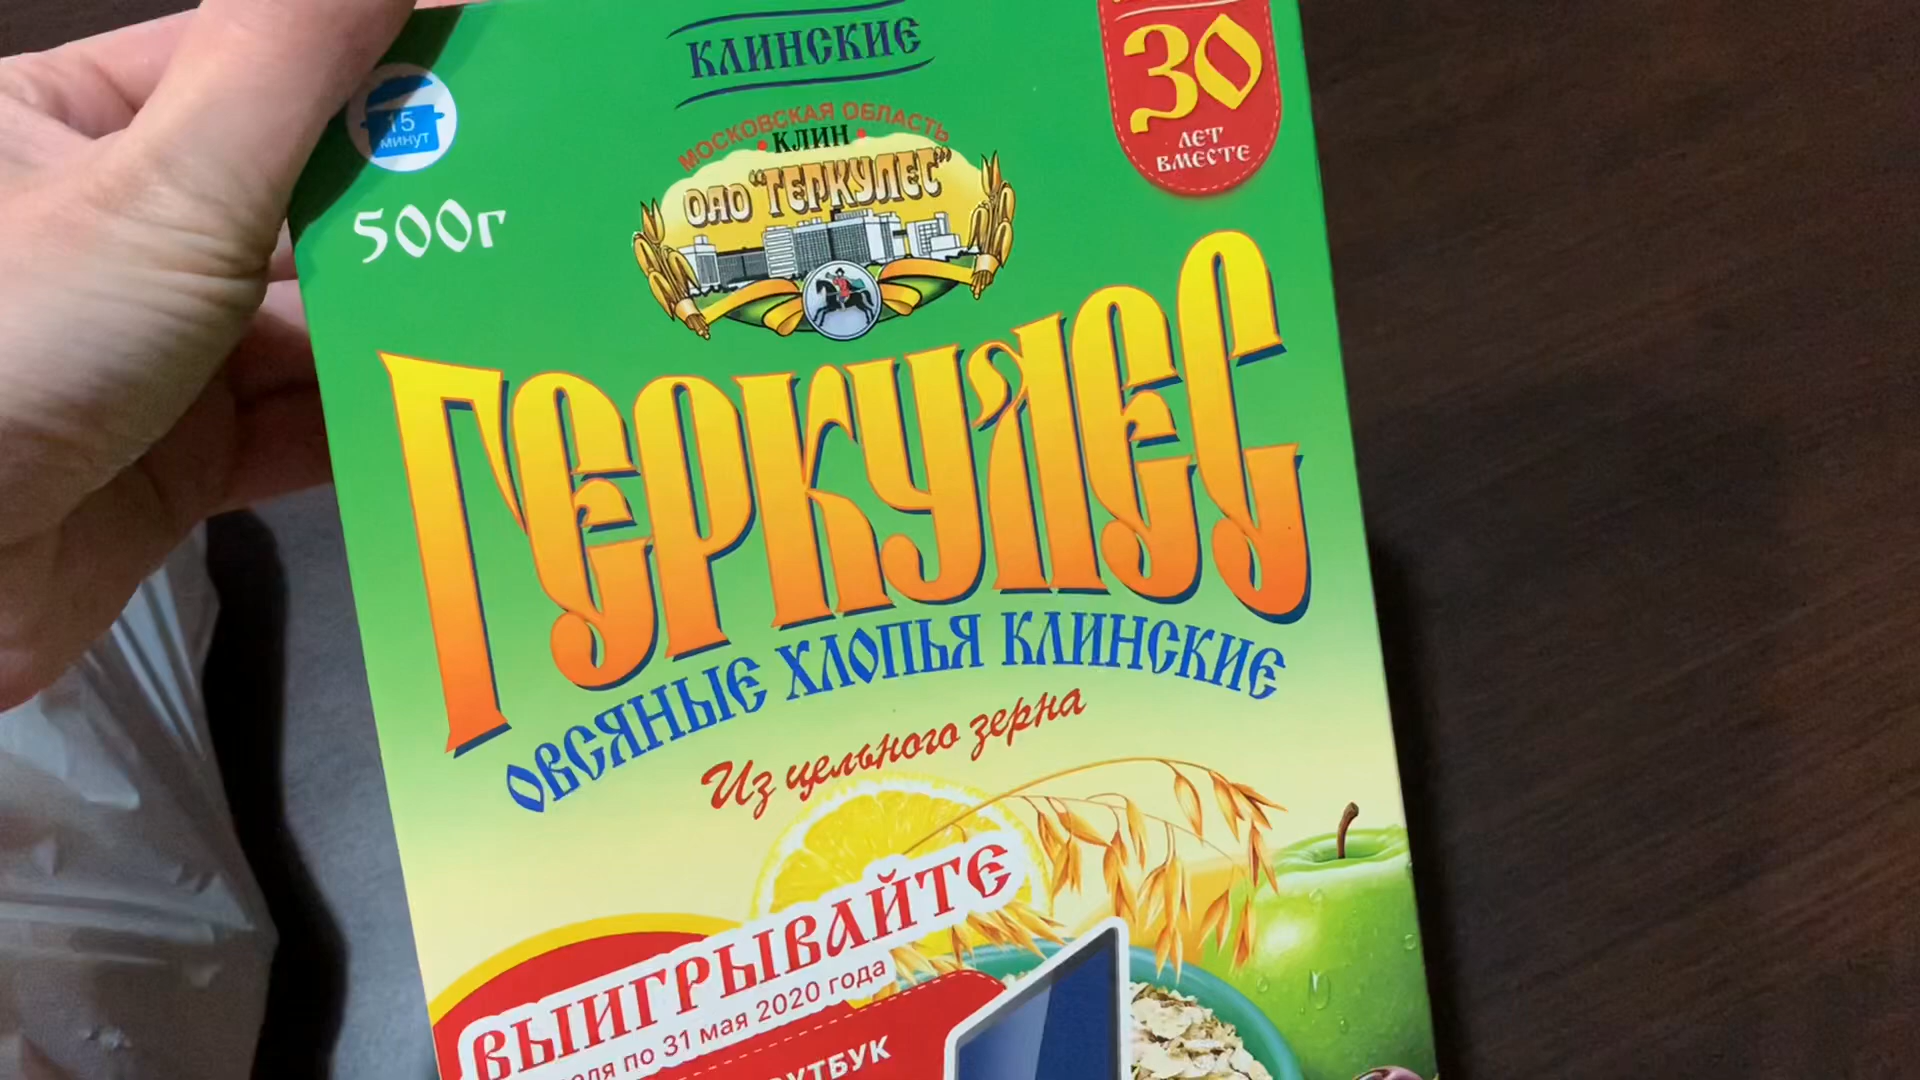 КЛИНСКИЕ
МОСКОВСКАЯ ОБЛАСТЬ
КЛИН
ОАО "ГЕРКУЛЕС"
15
МИНУТ
500г
30
ЛЕТ
ВМЕСТЕ
ГЕРКУЛЕС
ОВСЯНЫЕ ХЛОПЬЯ КЛИНСКИЕ
Из цельного зерна
ВЫИГРЫВАЙТЕ
по 31 мая 2020 года